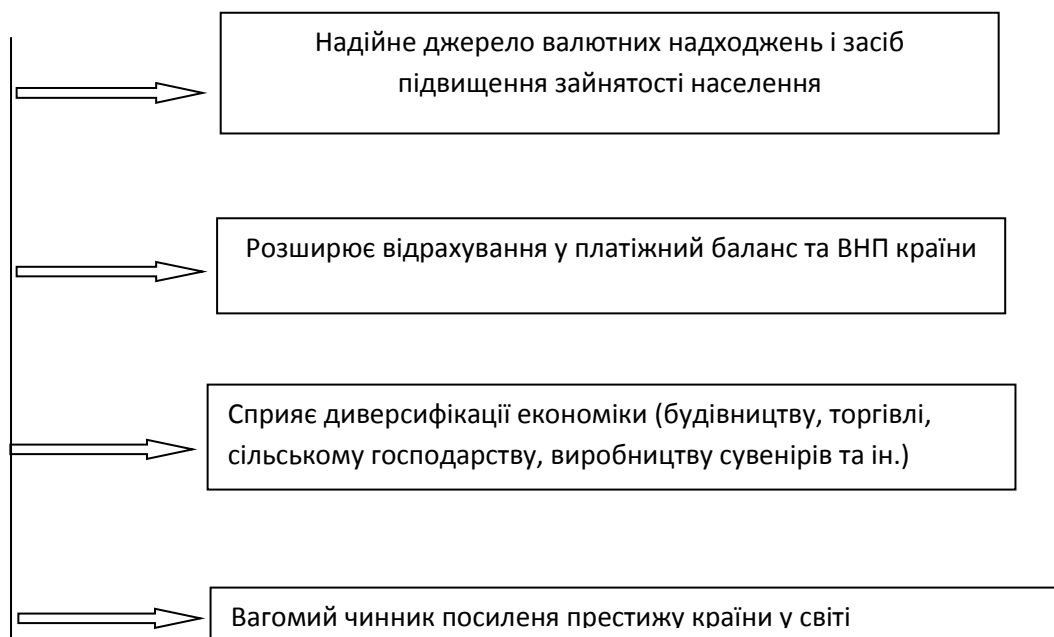 Надійне джерело валютних надходжень і засіб
підвищення зайнятості населення
Розширює відрахування у платіжний баланс та ВНП країни
Сприяє диверсифікації економіки (будівництву, торгівлі,
сільському господарству, виробництву сувенірів та ін.)
Вагомий чинник посиленя престижу країни у світі